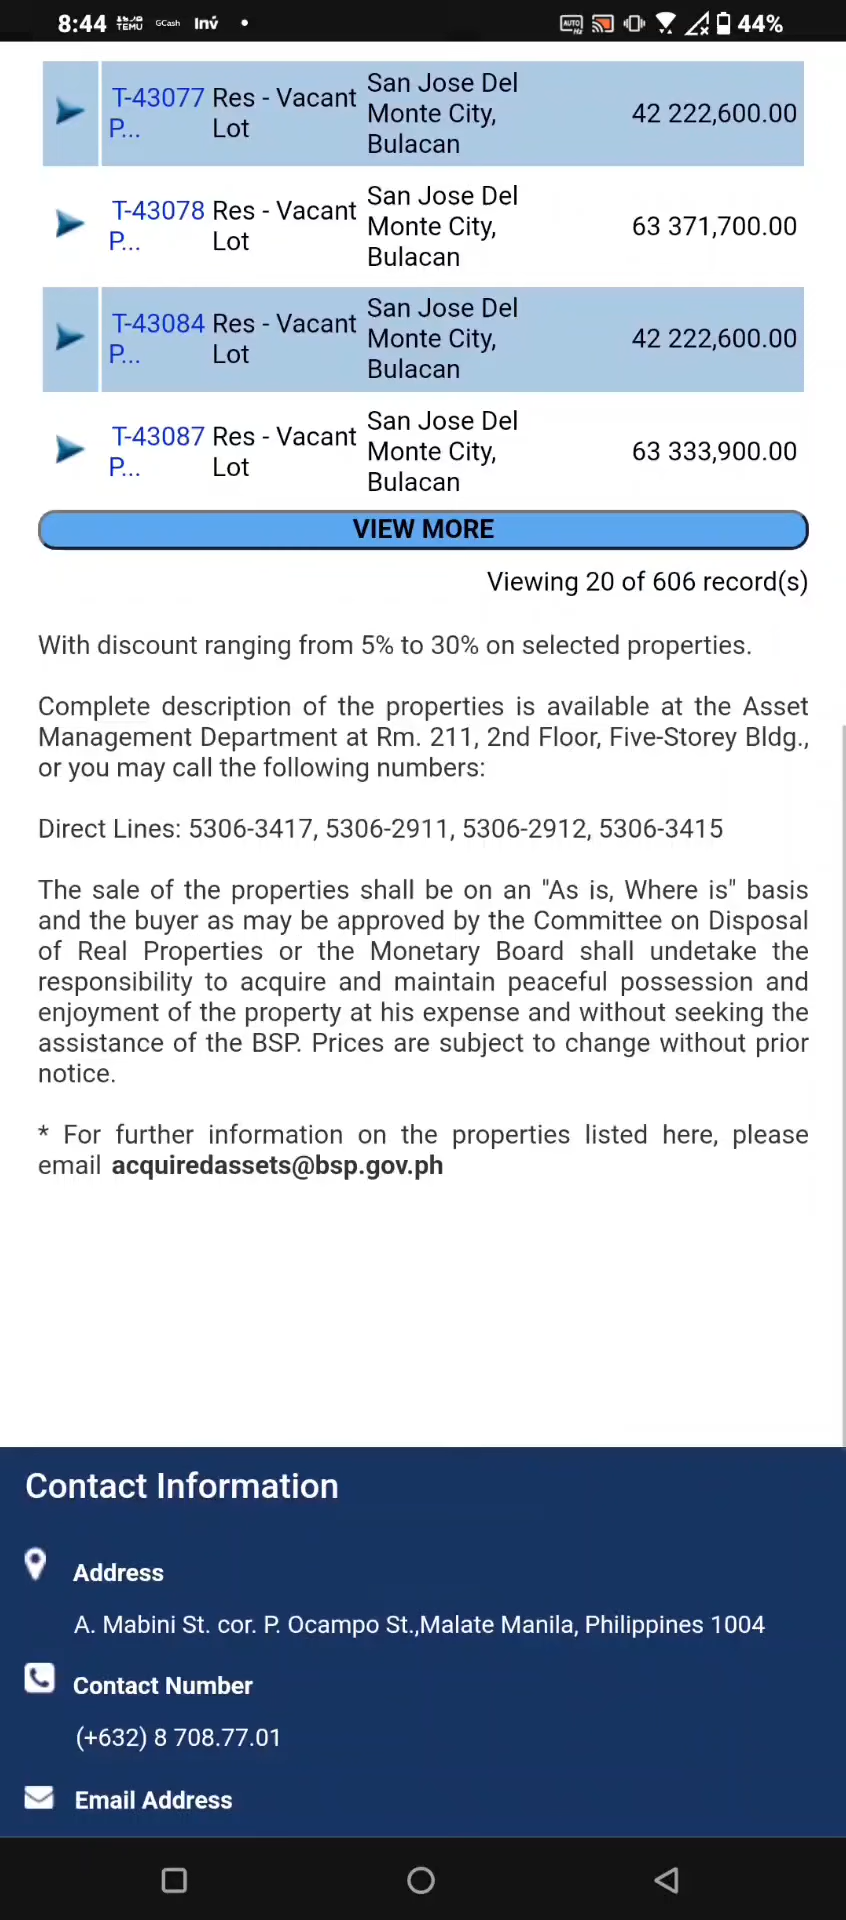 8:44 TEMU GCash Inv • AUTO Hz 44%
T-43077 Res - Vacant San Jose Del
P... Lot Monte City, 42 222,600.00
Bulacan
T-43078 Res - Vacant San Jose Del
P... Lot Monte City, 63 371,700.00
Bulacan
T-43084 Res - Vacant San Jose Del
P... Lot Monte City, 42 222,600.00
Bulacan
T-43087 Res - Vacant San Jose Del
P... Lot Monte City, 63 333,900.00
Bulacan
VIEW MORE
Viewing 20 of 606 record(s)
With discount ranging from 5% to 30% on selected properties.
Complete description of the properties is available at the Asset
Management Department at Rm. 211, 2nd Floor, Five-Storey Bldg.,
or you may call the following numbers:
Direct Lines: 5306-3417, 5306-2911, 5306-2912, 5306-3415
The sale of the properties shall be on an "As is, Where is" basis
and the buyer as may be approved by the Committee on Disposal
of Real Properties or the Monetary Board shall undetake the
responsibility to acquire and maintain peaceful possession and
enjoyment of the property at his expense and without seeking the
assistance of the BSP. Prices are subject to change without prior
notice.
* For further information on the properties listed here, please
email acquiredassets@bsp.gov.ph
Contact Information
Address
A. Mabini St. cor. P. Ocampo St.,Malate Manila, Philippines 1004
Contact Number
(+632) 8 708.77.01
Email Address